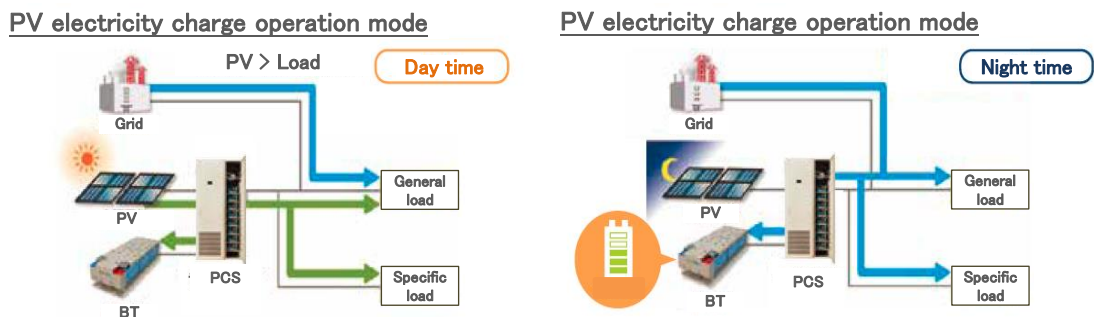 PV electricity charge operation mode
PV > Load
Day time
Grid
PV
General
load
BT
PCS
Specific
load
PV electricity charge operation mode
Night time
Grid
PV
General
load
BT
PCS
Specific
load